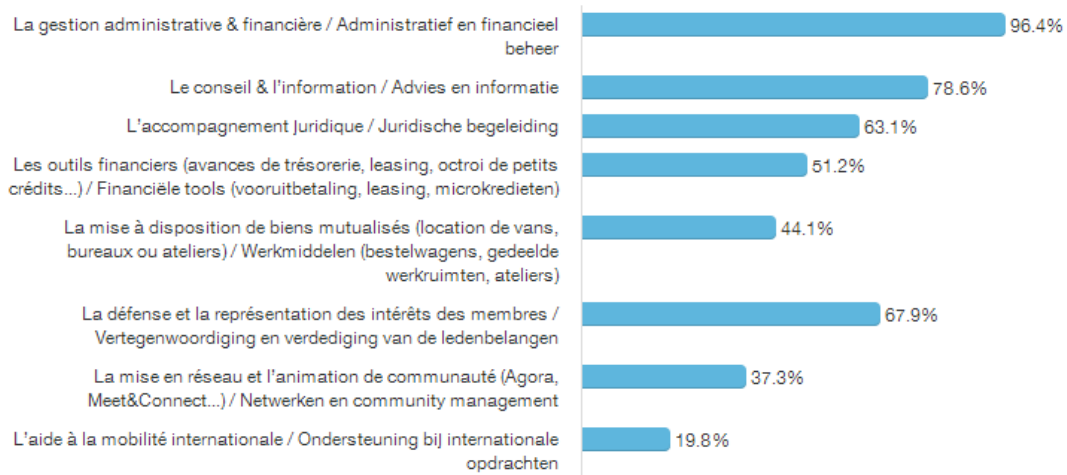 La gestion administrative & financière / Administratief en financieel
beheer
96.4%
Le conseil & l'information / Advies en informatie
78.6%
L'accompagnement juridique / Juridische begeleiding
63.1%
Les outils financiers (avances de trésorerie, leasing, octroi de petits
crédits...) / Financiële tools (vooruitbetaling, leasing, microkredieten)
51.2%
La mise à disposition de biens mutualisés (location de vans,
bureaux ou ateliers) / Werkmiddelen (bestelwagens, gedeelde
werkruimten, ateliers)
44.1%
La défense et la représentation des intérêts des membres /
Vertegenwoordiging en verdediging van de ledenbelangen
67.9%
La mise en réseau et l'animation de communauté (Agora,
Meet&Connect...) / Netwerken en community management
37.3%
L'aide à la mobilité internationale / Ondersteuning bij internationale
opdrachten
19.8%